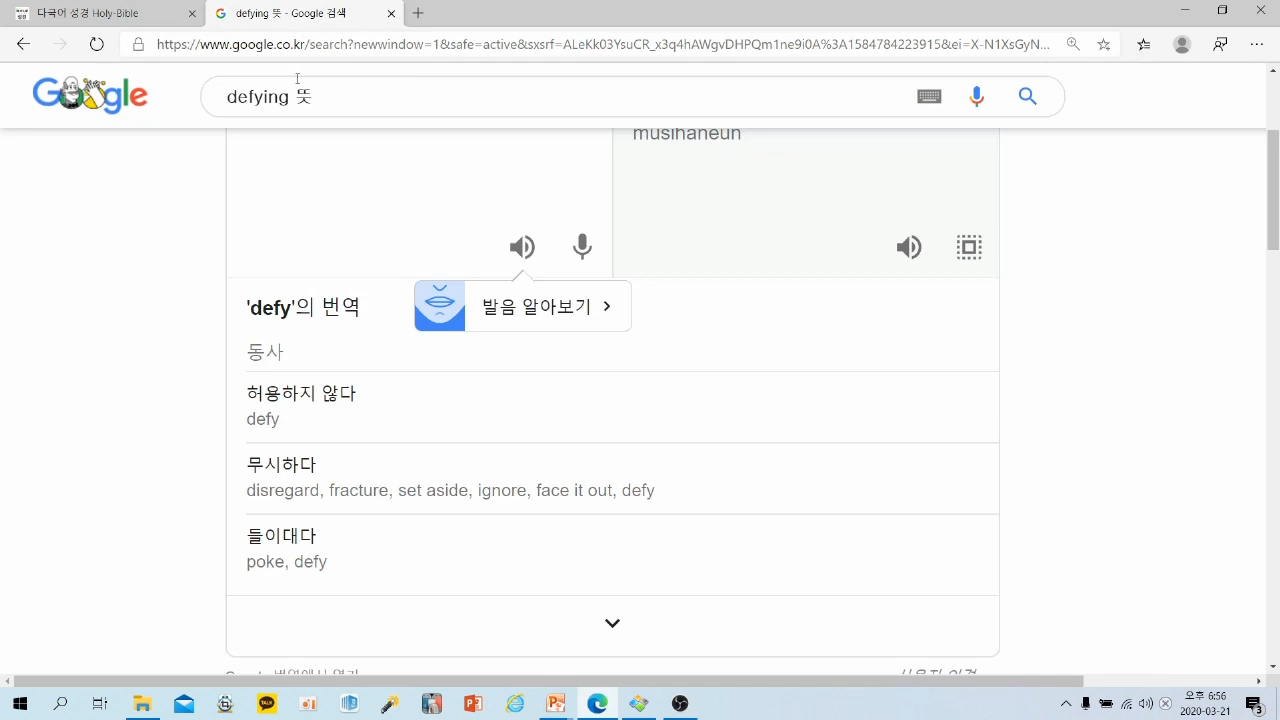 다국어 성경 Holy-Bible
defying 뜻 - Google 검색
https://www.google.co.kr/search?newwindow=1&safe=active&sxsrf=ALeKk03YsuCR_x3q4hAWgvDHPQm1ne9i0A%3A1584784223915&ei=X-N1XsGyN...
Google
defying 뜻
musihaneun
'defy'의 번역
발음 알아보기
동사
허용하지 않다
defy
무시하다
disregard, fracture, set aside, ignore, face it out, defy
들이대다
poke, defy
오후 6:56
2020-03-21